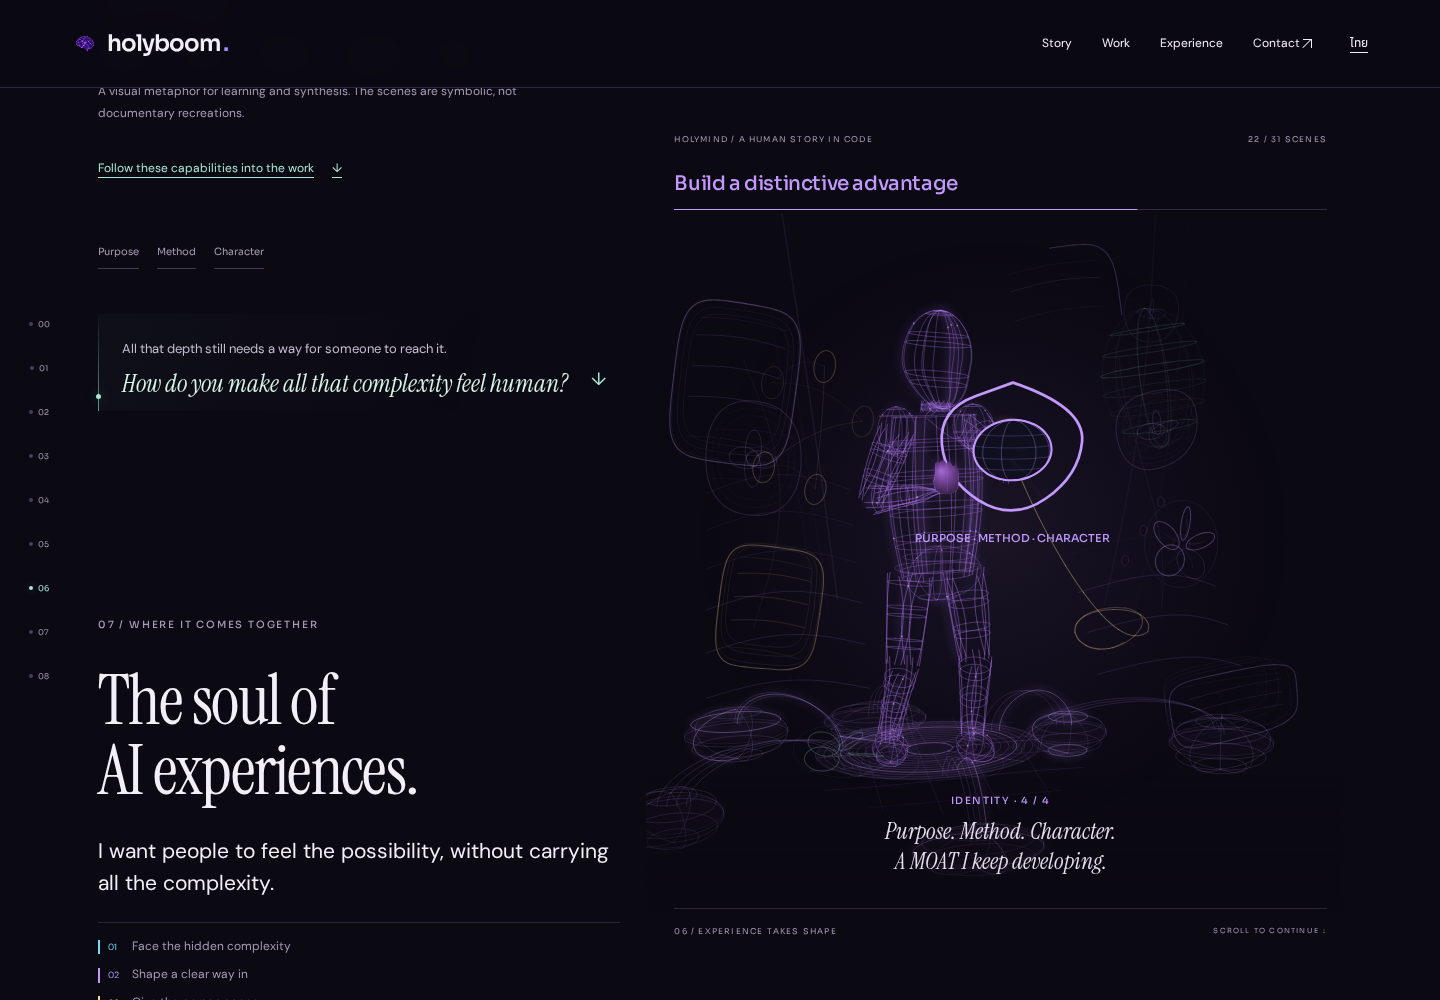 holyboom.
Story
Work
Experience
Contact
ไทย
A visual metaphor for learning and synthesis. The scenes are symbolic, not
documentary recreations.
Follow these capabilities into the work
Purpose
Method
Character
All that depth still needs a way for someone to reach it.
How do you make all that complexity feel human?
00
01
02
03
04
05
06
07
08
07 / WHERE IT COMES TOGETHER
The soul of
AI experiences.
I want people to feel the possibility, without carrying
all the complexity.
01 Face the hidden complexity
02 Shape a clear way in
HOLYMIND / A HUMAN STORY IN CODE
22 / 31 SCENES
Build a distinctive advantage
PURPOSE · METHOD · CHARACTER
IDENTITY · 4 / 4
Purpose. Method. Character.
A MOAT I keep developing.
06 / EXPERIENCE TAKES SHAPE
SCROLL TO CONTINUE ↓